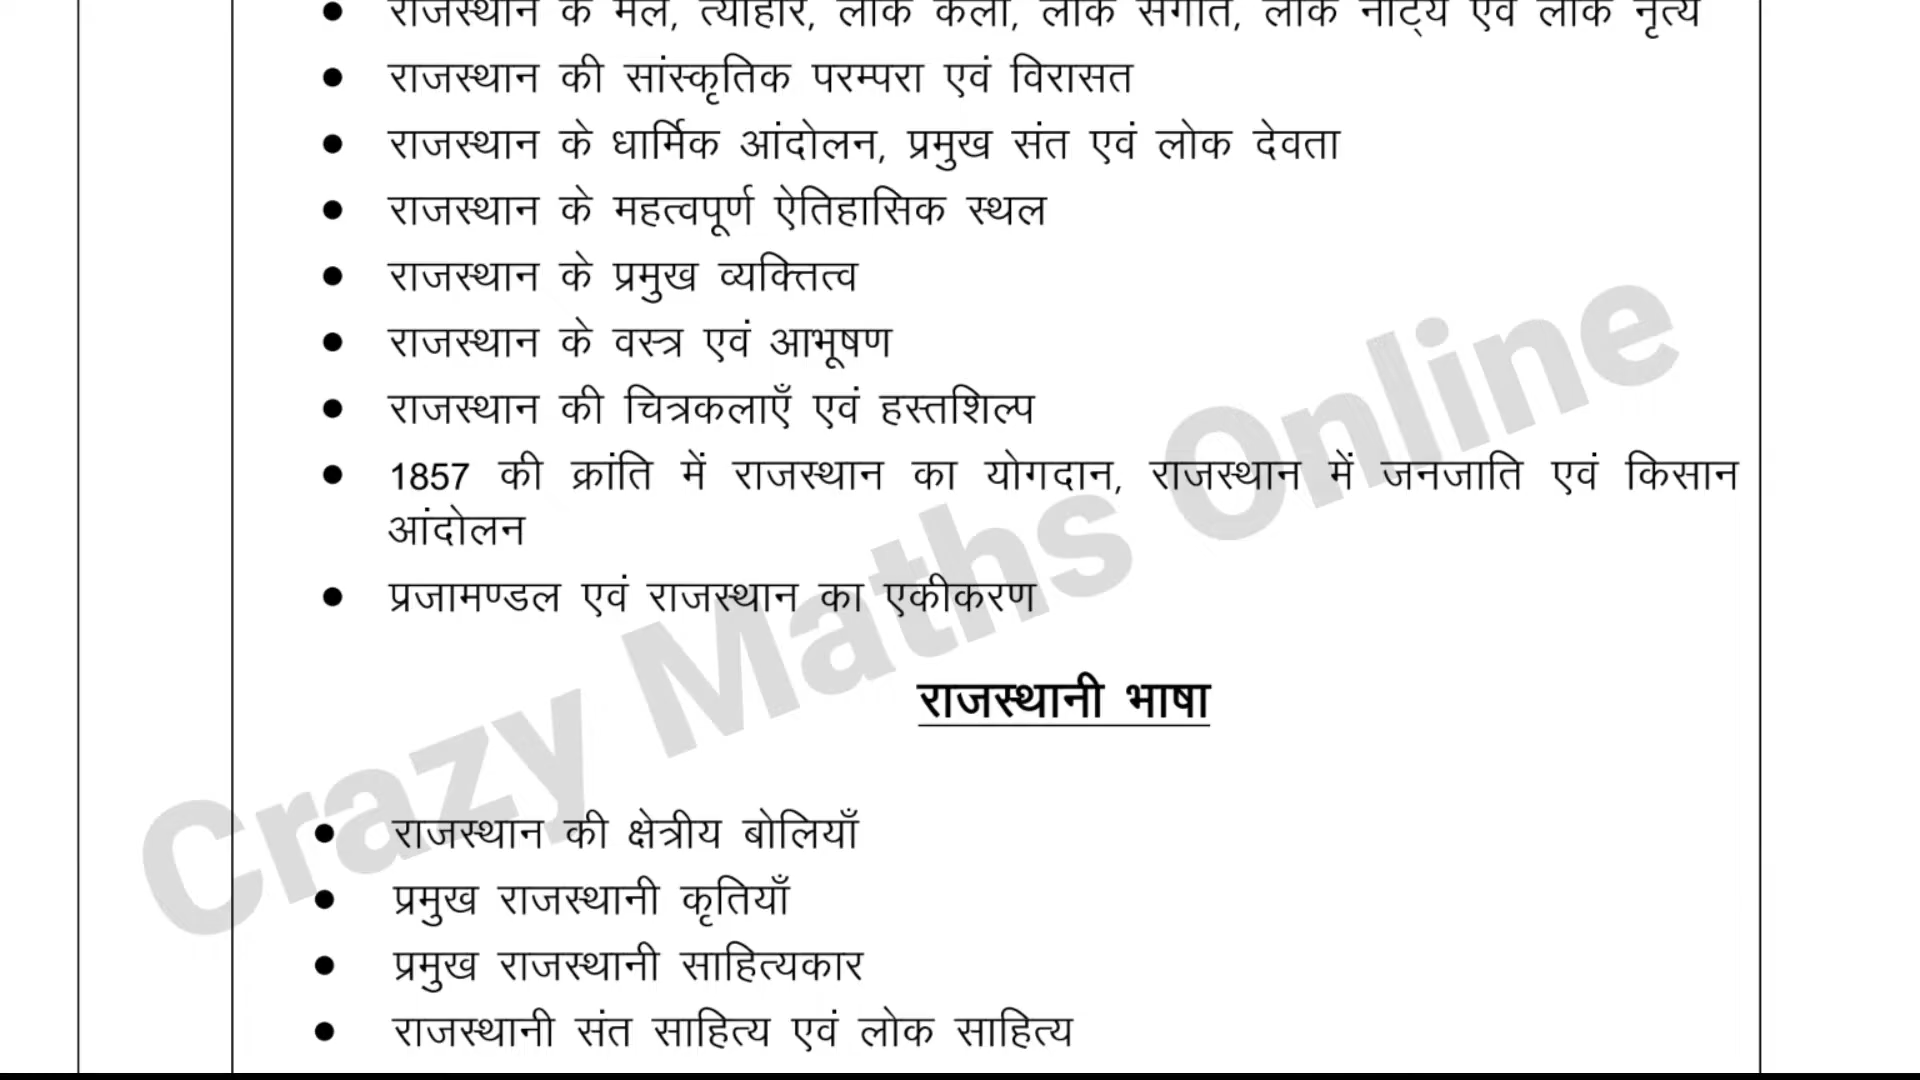 • राजस्थान के मेले, त्योहार, लोक कला, लोक संगीत, लोक नाट्य एवं लोक नृत्य
• राजस्थान की सांस्कृतिक परम्परा एवं विरासत
• राजस्थान के धार्मिक आंदोलन, प्रमुख संत एवं लोक देवता
• राजस्थान के महत्वपूर्ण ऐतिहासिक स्थल
• राजस्थान के प्रमुख व्यक्तित्व
• राजस्थान के वस्त्र एवं आभूषण
• राजस्थान की चित्रकलाएँ एवं हस्तशिल्प
• 1857 की क्रांति में राजस्थान का योगदान, राजस्थान में जनजाति एवं किसान
आंदोलन
• प्रजामण्डल एवं राजस्थान का एकीकरण
राजस्थानी भाषा
• राजस्थान की क्षेत्रीय बोलियाँ
• प्रमुख राजस्थानी कृतियाँ
• प्रमुख राजस्थानी साहित्यकार
• राजस्थानी संत साहित्य एवं लोक साहित्य
Crazy Maths Online